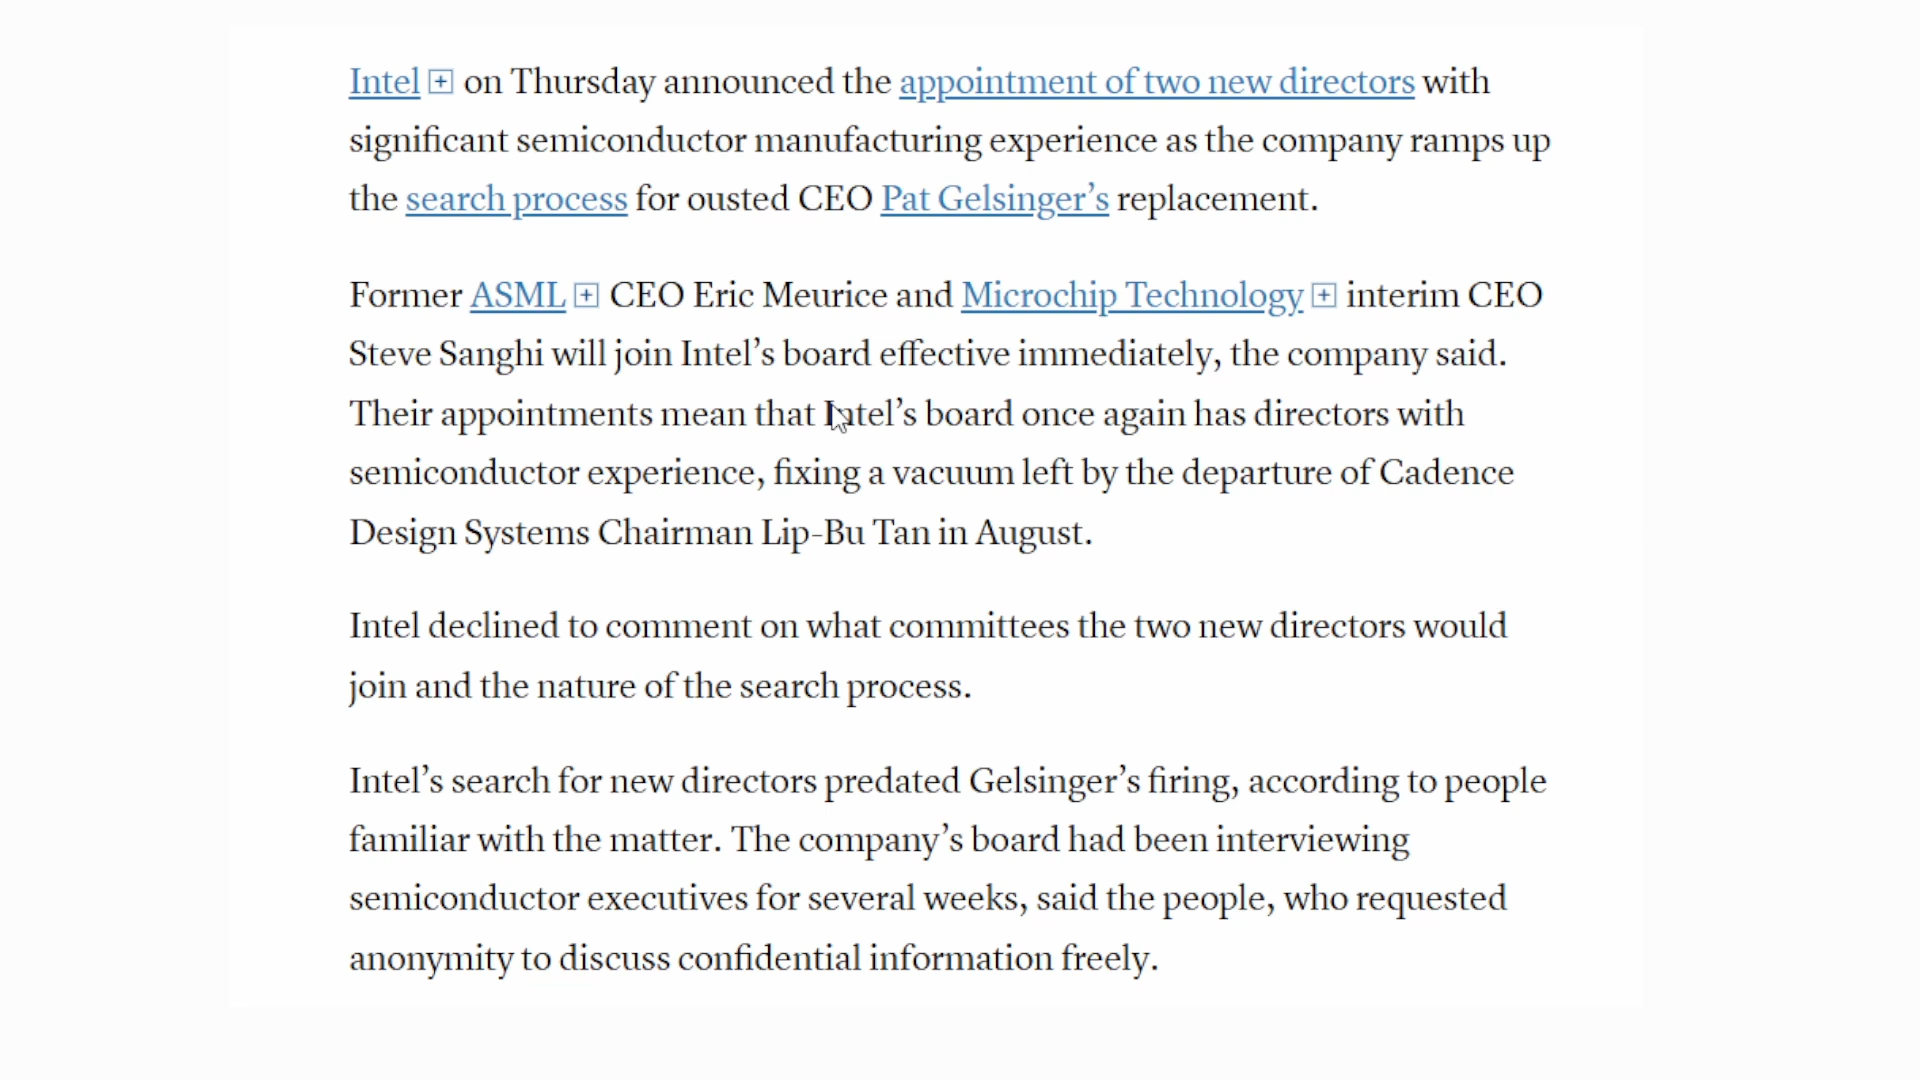 Intel on Thursday announced the appointment of two new directors with
significant semiconductor manufacturing experience as the company ramps up
the search process for ousted CEO Pat Gelsinger’s replacement.
Former ASML CEO Eric Meurice and Microchip Technology interim CEO
Steve Sanghi will join Intel’s board effective immediately, the company said.
Their appointments mean that Intel’s board once again has directors with
semiconductor experience, fixing a vacuum left by the departure of Cadence
Design Systems Chairman Lip-Bu Tan in August.
Intel declined to comment on what committees the two new directors would
join and the nature of the search process.
Intel’s search for new directors predated Gelsinger’s firing, according to people
familiar with the matter. The company’s board had been interviewing
semiconductor executives for several weeks, said the people, who requested
anonymity to discuss confidential information freely.